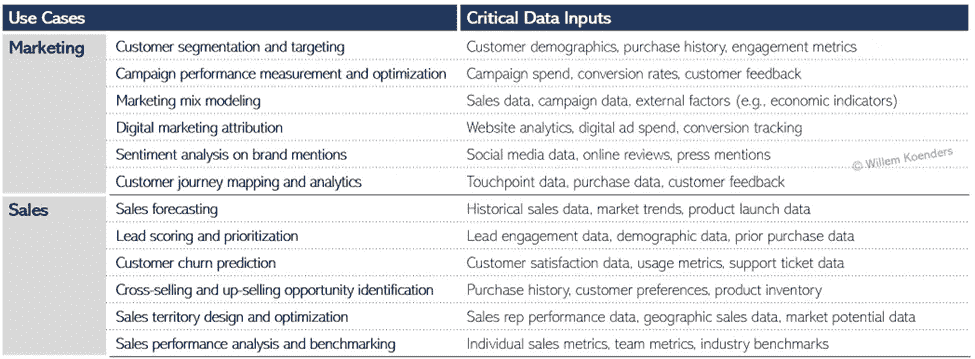 Use Cases Critical Data Inputs
Marketing Customer segmentation and targeting Customer demographics, purchase history, engagement metrics
Campaign performance measurement and optimization Campaign spend, conversion rates, customer feedback
Marketing mix modeling Sales data, campaign data, external factors (e.g., economic indicators)
Digital marketing attribution Website analytics, digital ad spend, conversion tracking
Sentiment analysis on brand mentions Social media data, online reviews, press mentions
© Willem Koenders
Customer journey mapping and analytics Touchpoint data, purchase data, customer feedback
Sales Sales forecasting Historical sales data, market trends, product launch data
Lead scoring and prioritization Lead engagement data, demographic data, prior purchase data
Customer churn prediction Customer satisfaction data, usage metrics, support ticket data
Cross-selling and up-selling opportunity identification Purchase history, customer preferences, product inventory
Sales territory design and optimization Sales rep performance data, geographic sales data, market potential data
Sales performance analysis and benchmarking Individual sales metrics, team metrics, industry benchmarks